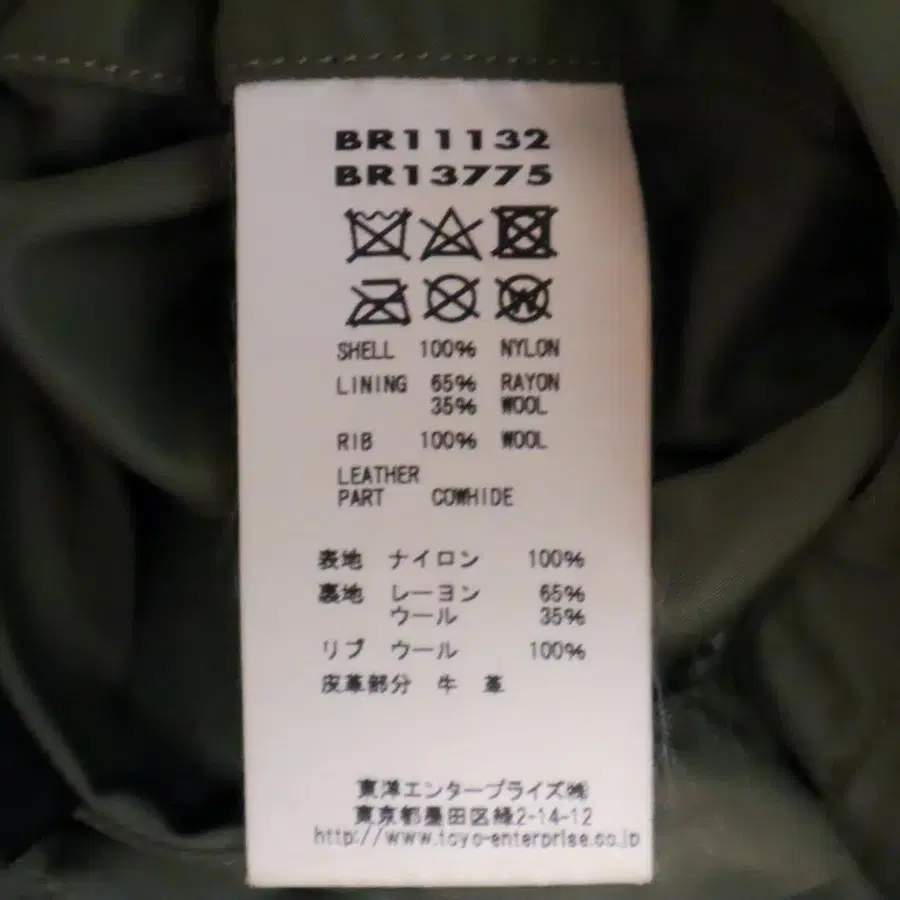 BR11132
BR13775
SHELL 100% NYLON
LINING 65% RAYON
35% WOOL
RIB 100% WOOL
LEATHER
PART COWHIDE
表地 ナイロン 100%
裏地 レーヨン 65%
ウール 35%
リブ ウール 100%
皮革部分 牛 革
東洋エンタープライズ㈱
東京都墨田区緑2-14-12
http://www.toyo-enterprise.co.jp